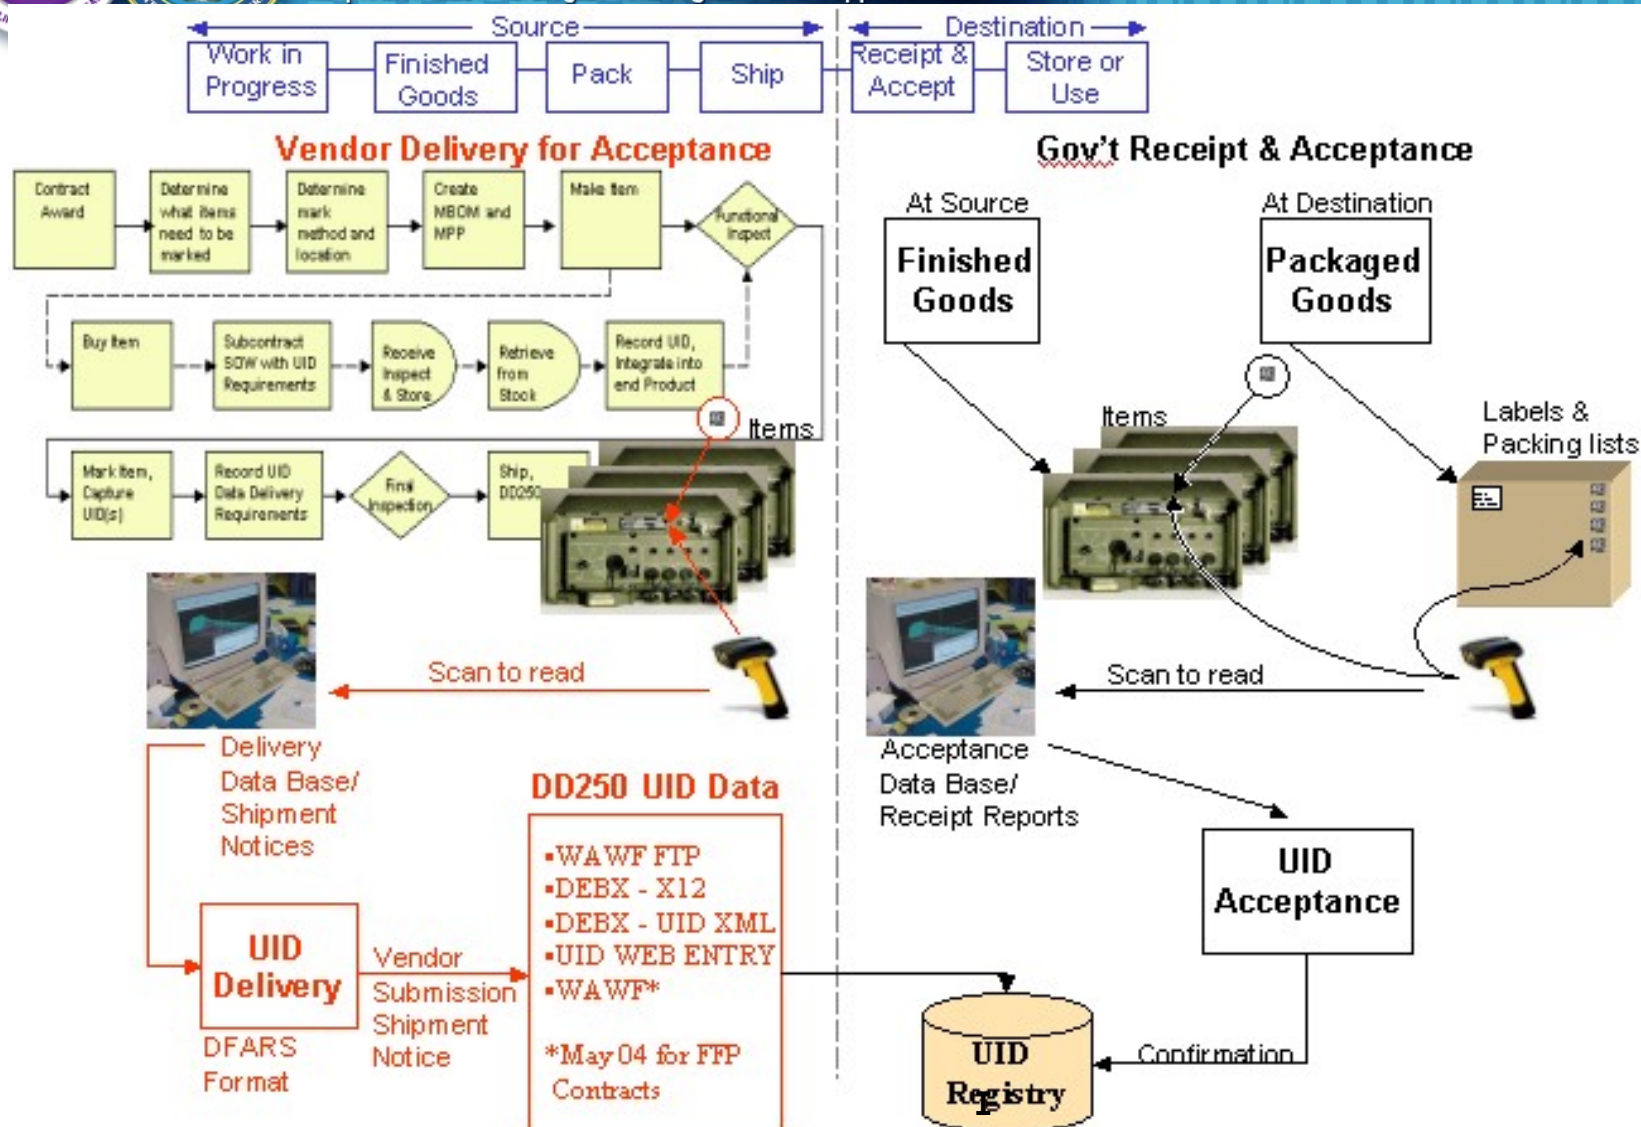 Source
Destination
Work in
Progress
Finished
Goods
Pack
Ship
Receipt &
Accept
Store or
Use
Vendor Delivery for Acceptance
Contract
Award
Determine
what items
need to be
marked
Determine
mark
method and
location
Create
MBOM and
MPP
Make Item
Functional
Inspect
Buy Item
Subcontract
SOW with UID
Requirements
Receive
Inspect
& Store
Retrieve
from
Stock
Record UID,
Integrate into
end Product
Mark Item,
Capture
UID(s)
Record UID
Data Delivery
Requirements
Final
Inspection
Ship,
DD250
Items
Scan to read
Delivery
Data Base/
Shipment
Notices
UID
Delivery
DFARS
Format
Vendor
Submission
Shipment
Notice
DD250 UID Data
▪WAWF FTP
▪DEBX - X12
▪DEBX - UID XML
▪UID WEB ENTRY
▪WAWF*
*May 04 for FFP
Contracts
Gov't Receipt & Acceptance
At Source
Finished
Goods
At Destination
Packaged
Goods
Items
Labels &
Packing lists
Scan to read
Acceptance
Data Base/
Receipt Reports
UID
Acceptance
Confirmation
UID
Registry